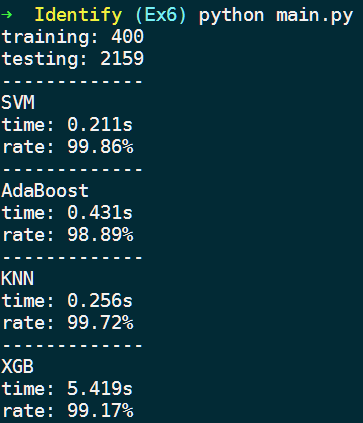 ➜  Identify (Ex6) python main.py
training: 400
testing: 2159
-------------
SVM
time: 0.211s
rate: 99.86%
-------------
AdaBoost
time: 0.431s
rate: 98.89%
-------------
KNN
time: 0.256s
rate: 99.72%
-------------
XGB
time: 5.419s
rate: 99.17%